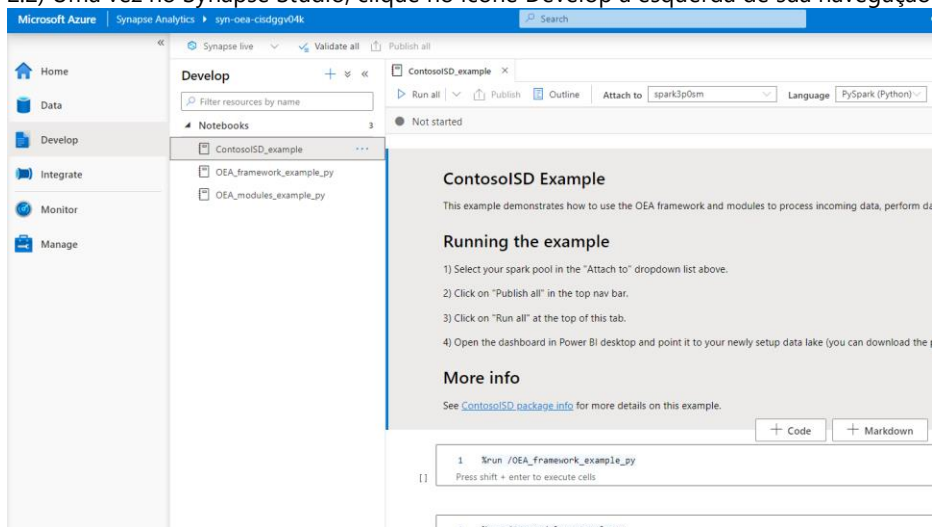 2.2) Uma vez no Synapse Studio, clique no ícone Develop à esquerda de sua navegação
Microsoft Azure | Synapse Analytics ▸ syn-oea-cisdggv04k
Search
Synapse live
Validate all
Publish all
Home
Data
Develop
Integrate
Monitor
Manage
Develop
Filter resources by name
Notebooks 3
ContosoISD_example
OEA_framework_example_py
OEA_modules_example_py
ContosoISD_example
Run all
Publish
Outline
Attach to
spark3p0sm
Language
PySpark (Python)
Not started
ContosoISD Example
This example demonstrates how to use the OEA framework and modules to process incoming data, perform da
Running the example
1) Select your spark pool in the "Attach to" dropdown list above.
2) Click on "Publish all" in the top nav bar.
3) Click on "Run all" at the top of this tab.
4) Open the dashboard in Power BI desktop and point it to your newly setup data lake (you can download the p
More info
See ContosoISD package info for more details on this example.
+ Code
+ Markdown
1 %run /OEA_framework_example_py
[ ]
Press shift + enter to execute cells